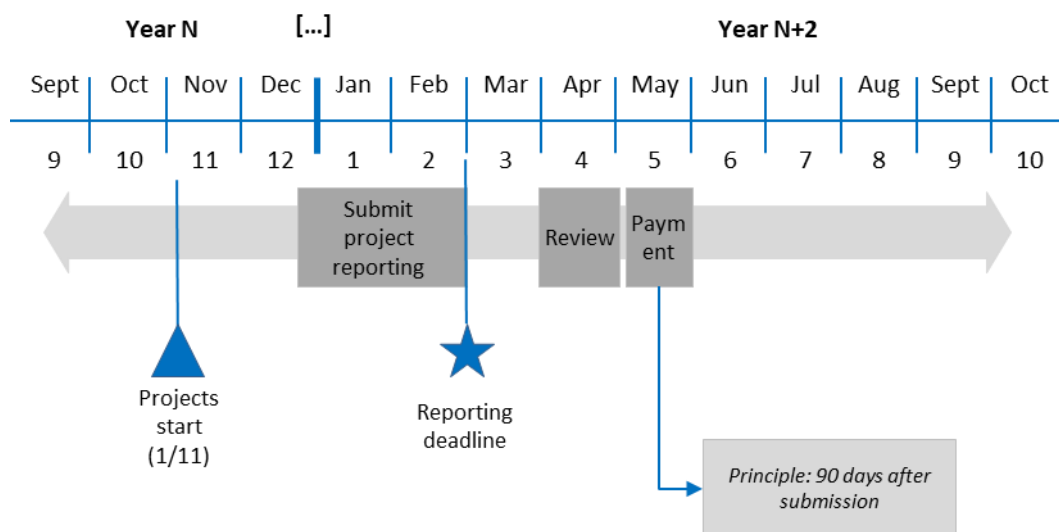 Year N [...] Year N+2
Sept Oct Nov Dec Jan Feb Mar Apr May Jun Jul Aug Sept Oct
9 10 11 12 1 2 3 4 5 6 7 8 9 10
Submit
project
reporting
Review
Paym
ent
Projects
start
(1/11)
Reporting
deadline
Principle: 90 days after
submission